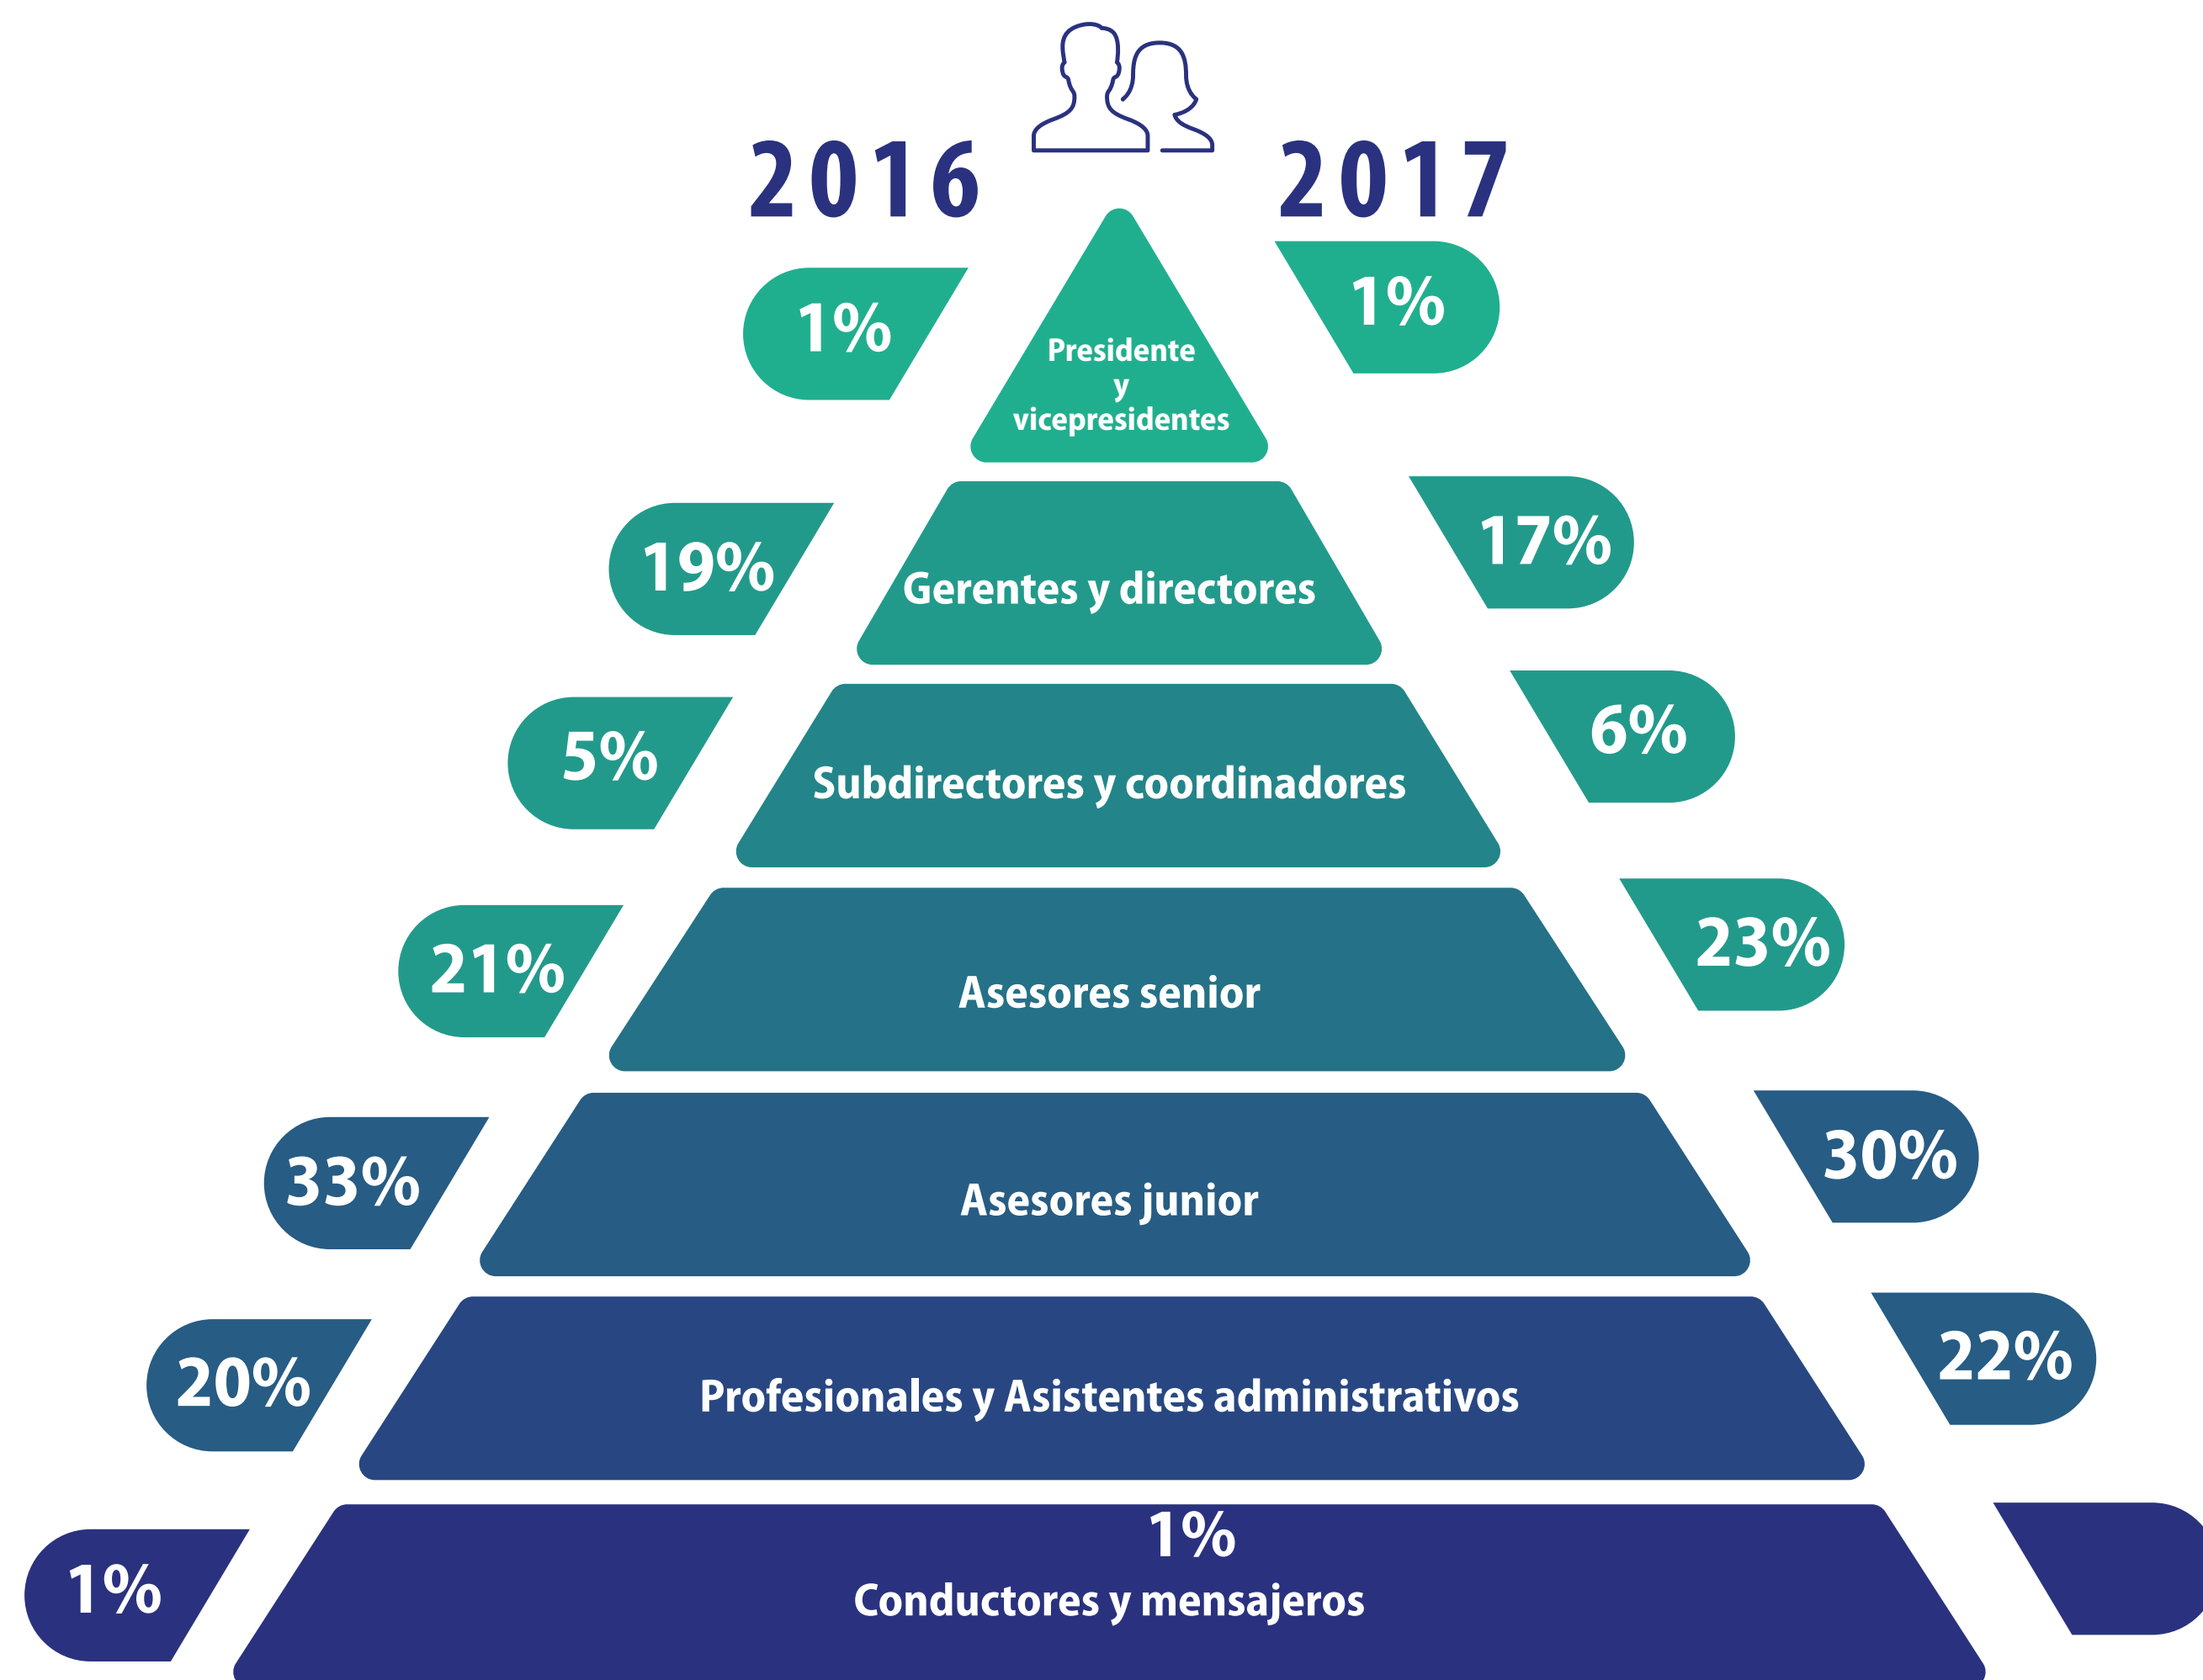 2016
2017
1%
Presidente
y
vicepresidentes
1%
19%
Gerentes y directores
17%
5%
Subdirectores y coordinadores
6%
21%
Asesores senior
23%
33%
Asesores junior
30%
20%
Profesionales y Asistentes administrativos
22%
1%
1%
Conductores y mensajeros